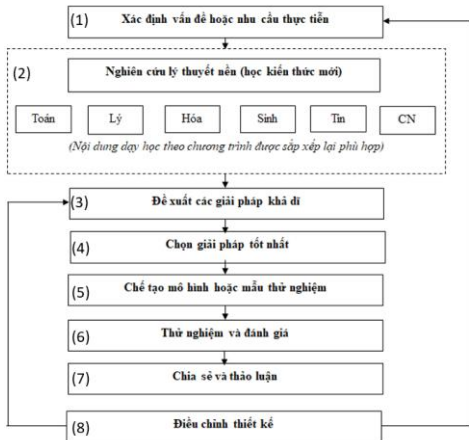 (1) Xác định vấn đề hoặc nhu cầu thực tiễn
(2) Nghiên cứu lý thuyết nền (học kiến thức mới)
Toán Lý Hóa Sinh Tin CN
(Nội dung dạy học theo chương trình được sắp xếp lại phù hợp)
(3) Đề xuất các giải pháp khả dĩ
(4) Chọn giải pháp tốt nhất
(5) Chế tạo mô hình hoặc mẫu thử nghiệm
(6) Thử nghiệm và đánh giá
(7) Chia sẻ và thảo luận
(8) Điều chỉnh thiết kế